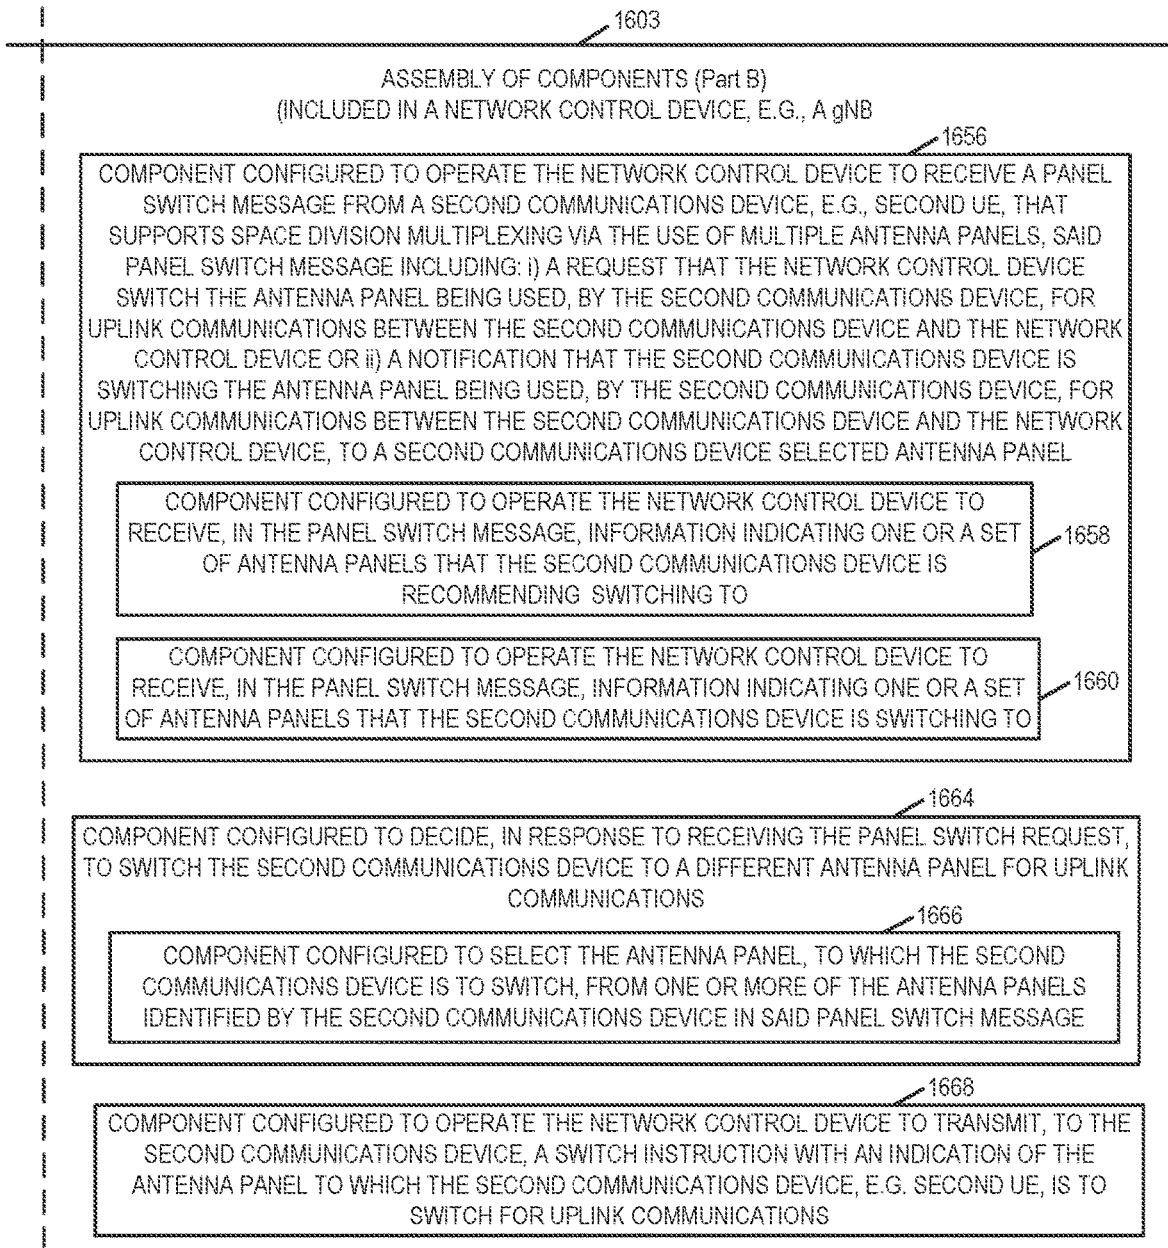 1603
ASSEMBLY OF COMPONENTS (Part B)
(INCLUDED IN A NETWORK CONTROL DEVICE, E.G., A gNB
1656
COMPONENT CONFIGURED TO OPERATE THE NETWORK CONTROL DEVICE TO RECEIVE A PANEL
SWITCH MESSAGE FROM A SECOND COMMUNICATIONS DEVICE, E.G., SECOND UE, THAT
SUPPORTS SPACE DIVISION MULTIPLEXING VIA THE USE OF MULTIPLE ANTENNA PANELS, SAID
PANEL SWITCH MESSAGE INCLUDING: i) A REQUEST THAT THE NETWORK CONTROL DEVICE
SWITCH THE ANTENNA PANEL BEING USED, BY THE SECOND COMMUNICATIONS DEVICE, FOR
UPLINK COMMUNICATIONS BETWEEN THE SECOND COMMUNICATIONS DEVICE AND THE NETWORK
CONTROL DEVICE OR ii) A NOTIFICATION THAT THE SECOND COMMUNICATIONS DEVICE IS
SWITCHING THE ANTENNA PANEL BEING USED, BY THE SECOND COMMUNICATIONS DEVICE, FOR
UPLINK COMMUNICATIONS BETWEEN THE SECOND COMMUNICATIONS DEVICE AND THE NETWORK
CONTROL DEVICE, TO A SECOND COMMUNICATIONS DEVICE SELECTED ANTENNA PANEL
COMPONENT CONFIGURED TO OPERATE THE NETWORK CONTROL DEVICE TO
RECEIVE, IN THE PANEL SWITCH MESSAGE, INFORMATION INDICATING ONE OR A SET
OF ANTENNA PANELS THAT THE SECOND COMMUNICATIONS DEVICE IS
RECOMMENDING SWITCHING TO
1658
COMPONENT CONFIGURED TO OPERATE THE NETWORK CONTROL DEVICE TO
RECEIVE, IN THE PANEL SWITCH MESSAGE, INFORMATION INDICATING ONE OR A SET
OF ANTENNA PANELS THAT THE SECOND COMMUNICATIONS DEVICE IS SWITCHING TO
1660
1664
COMPONENT CONFIGURED TO DECIDE, IN RESPONSE TO RECEIVING THE PANEL SWITCH REQUEST,
TO SWITCH THE SECOND COMMUNICATIONS DEVICE TO A DIFFERENT ANTENNA PANEL FOR UPLINK
COMMUNICATIONS
1666
COMPONENT CONFIGURED TO SELECT THE ANTENNA PANEL, TO WHICH THE SECOND
COMMUNICATIONS DEVICE IS TO SWITCH, FROM ONE OR MORE OF THE ANTENNA PANELS
IDENTIFIED BY THE SECOND COMMUNICATIONS DEVICE IN SAID PANEL SWITCH MESSAGE
1668
COMPONENT CONFIGURED TO OPERATE THE NETWORK CONTROL DEVICE TO TRANSMIT, TO THE
SECOND COMMUNICATIONS DEVICE, A SWITCH INSTRUCTION WITH AN INDICATION OF THE
ANTENNA PANEL TO WHICH THE SECOND COMMUNICATIONS DEVICE, E.G. SECOND UE, IS TO
SWITCH FOR UPLINK COMMUNICATIONS